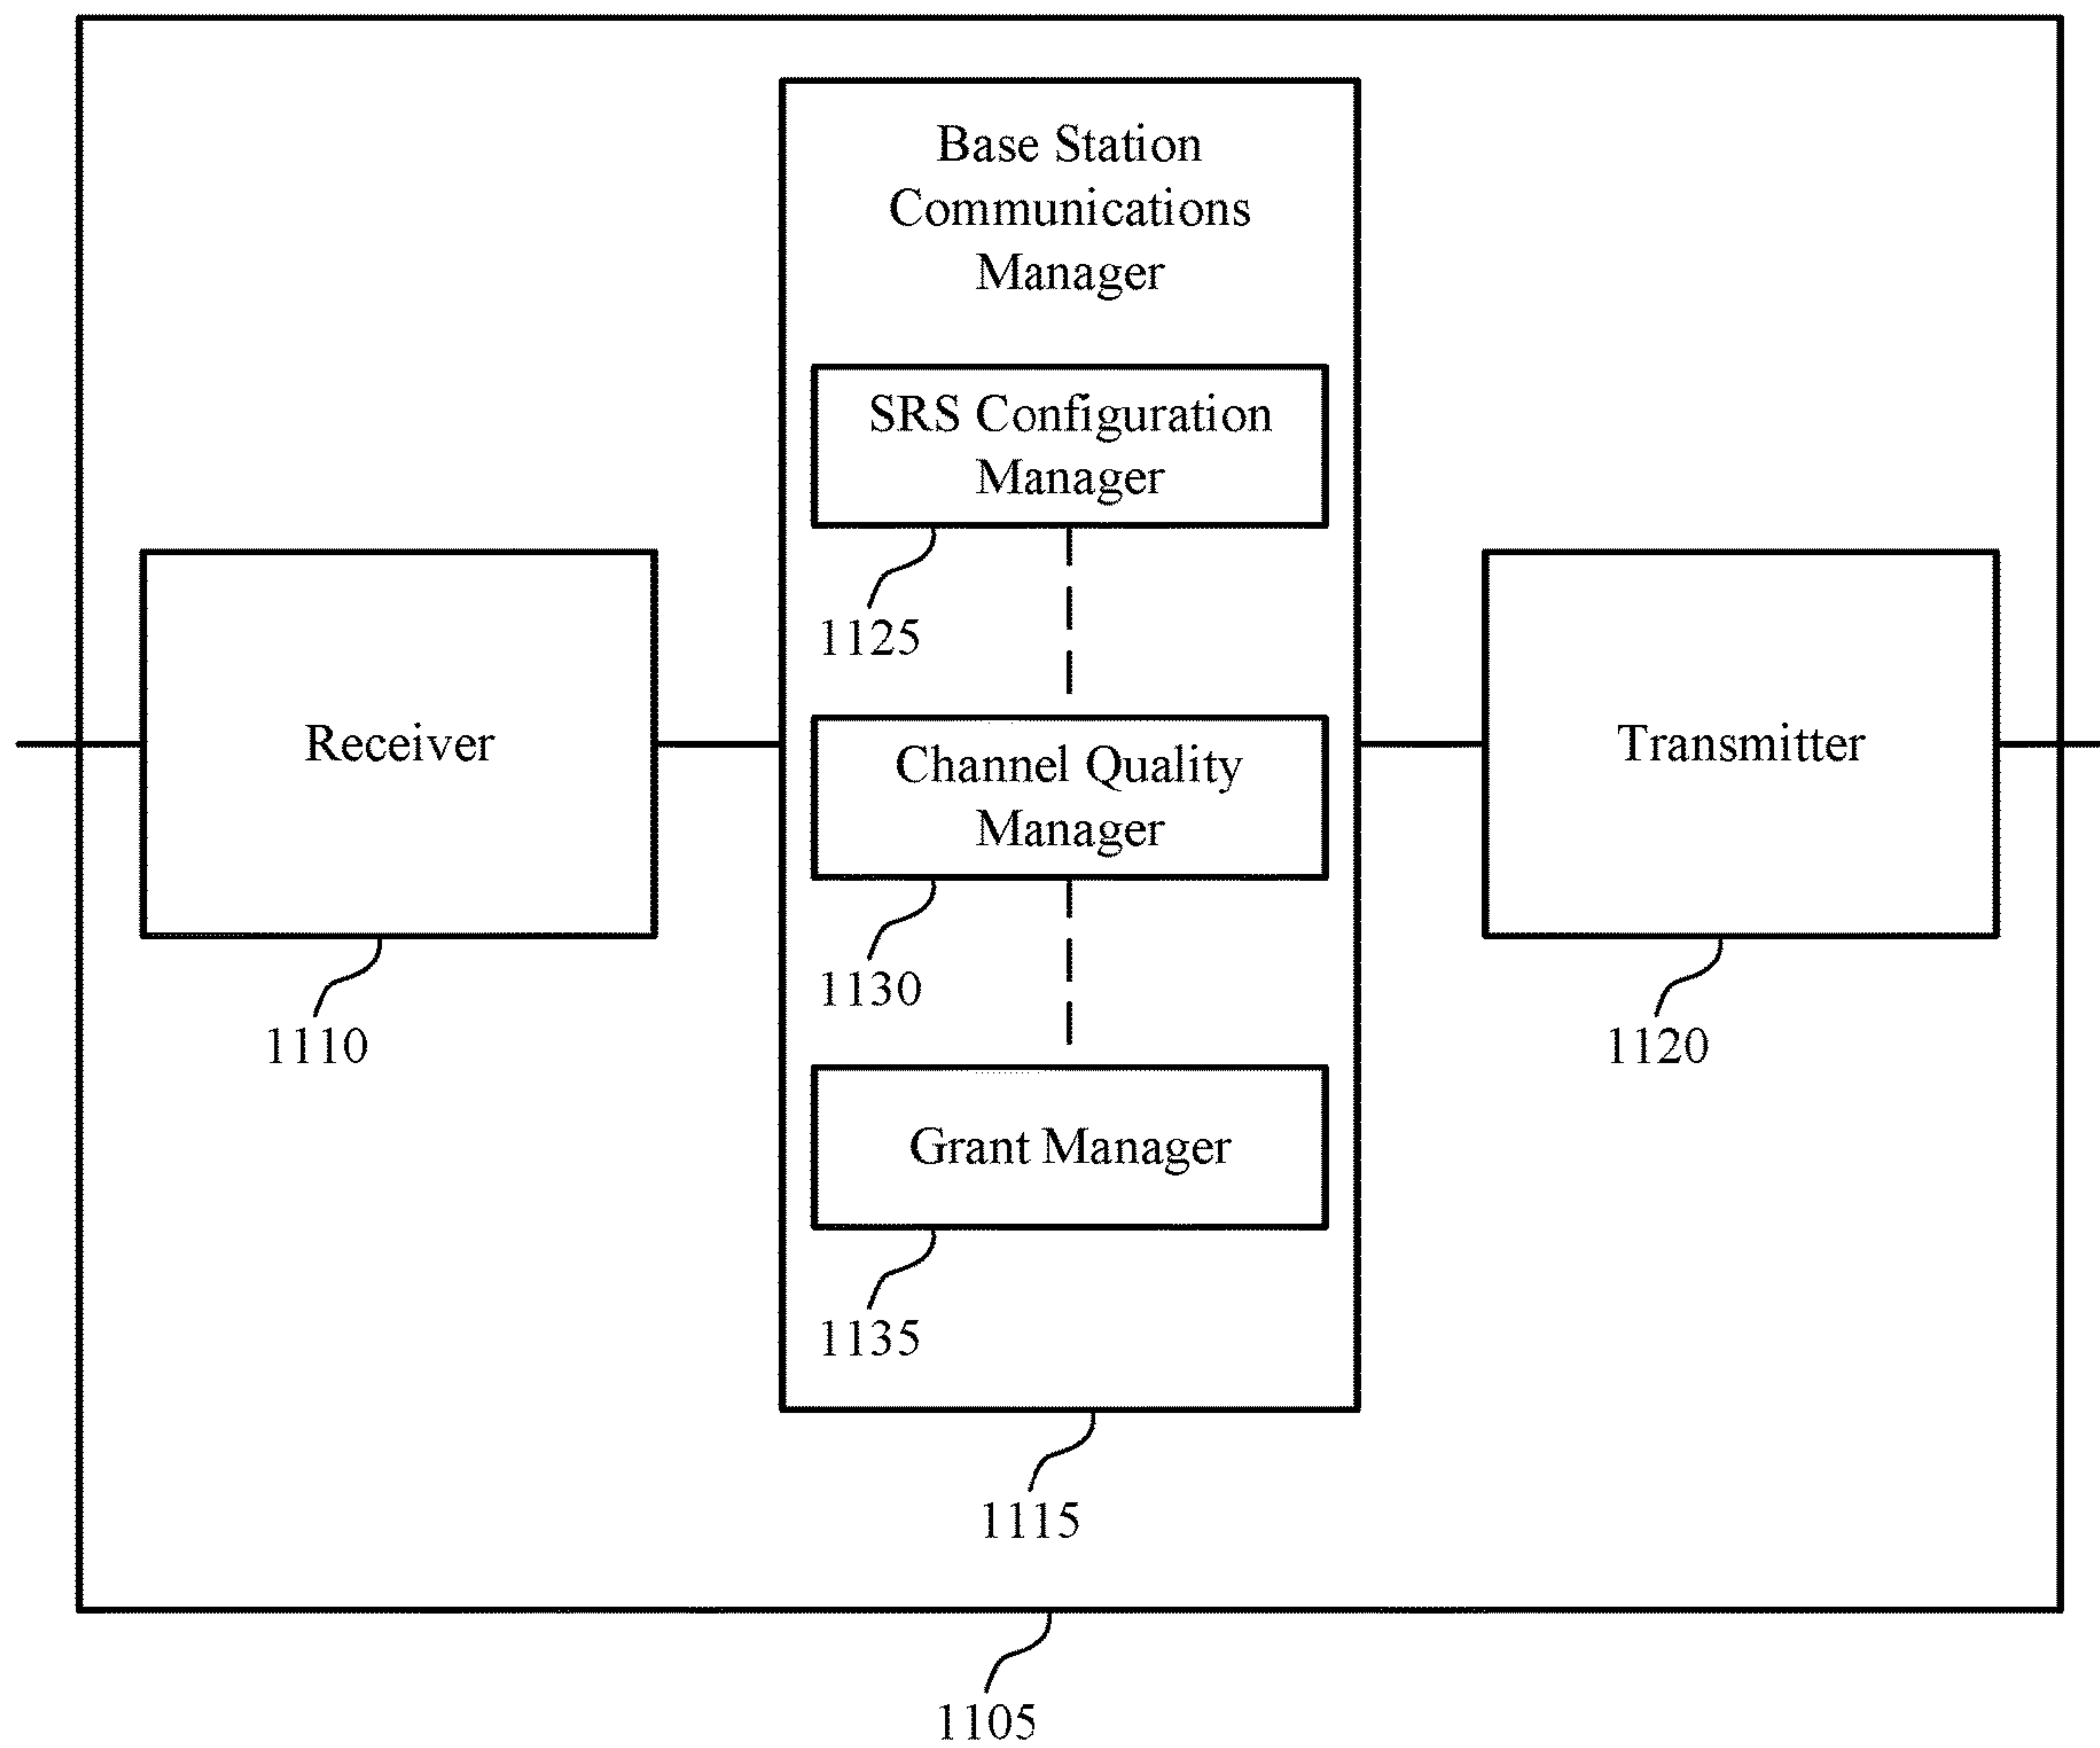 Base Station
Communications
Manager
SRS Configuration
Manager
1125
Receiver
1110
Channel Quality
Manager
1130
Transmitter
1120
Grant Manager
1135
1115
1105